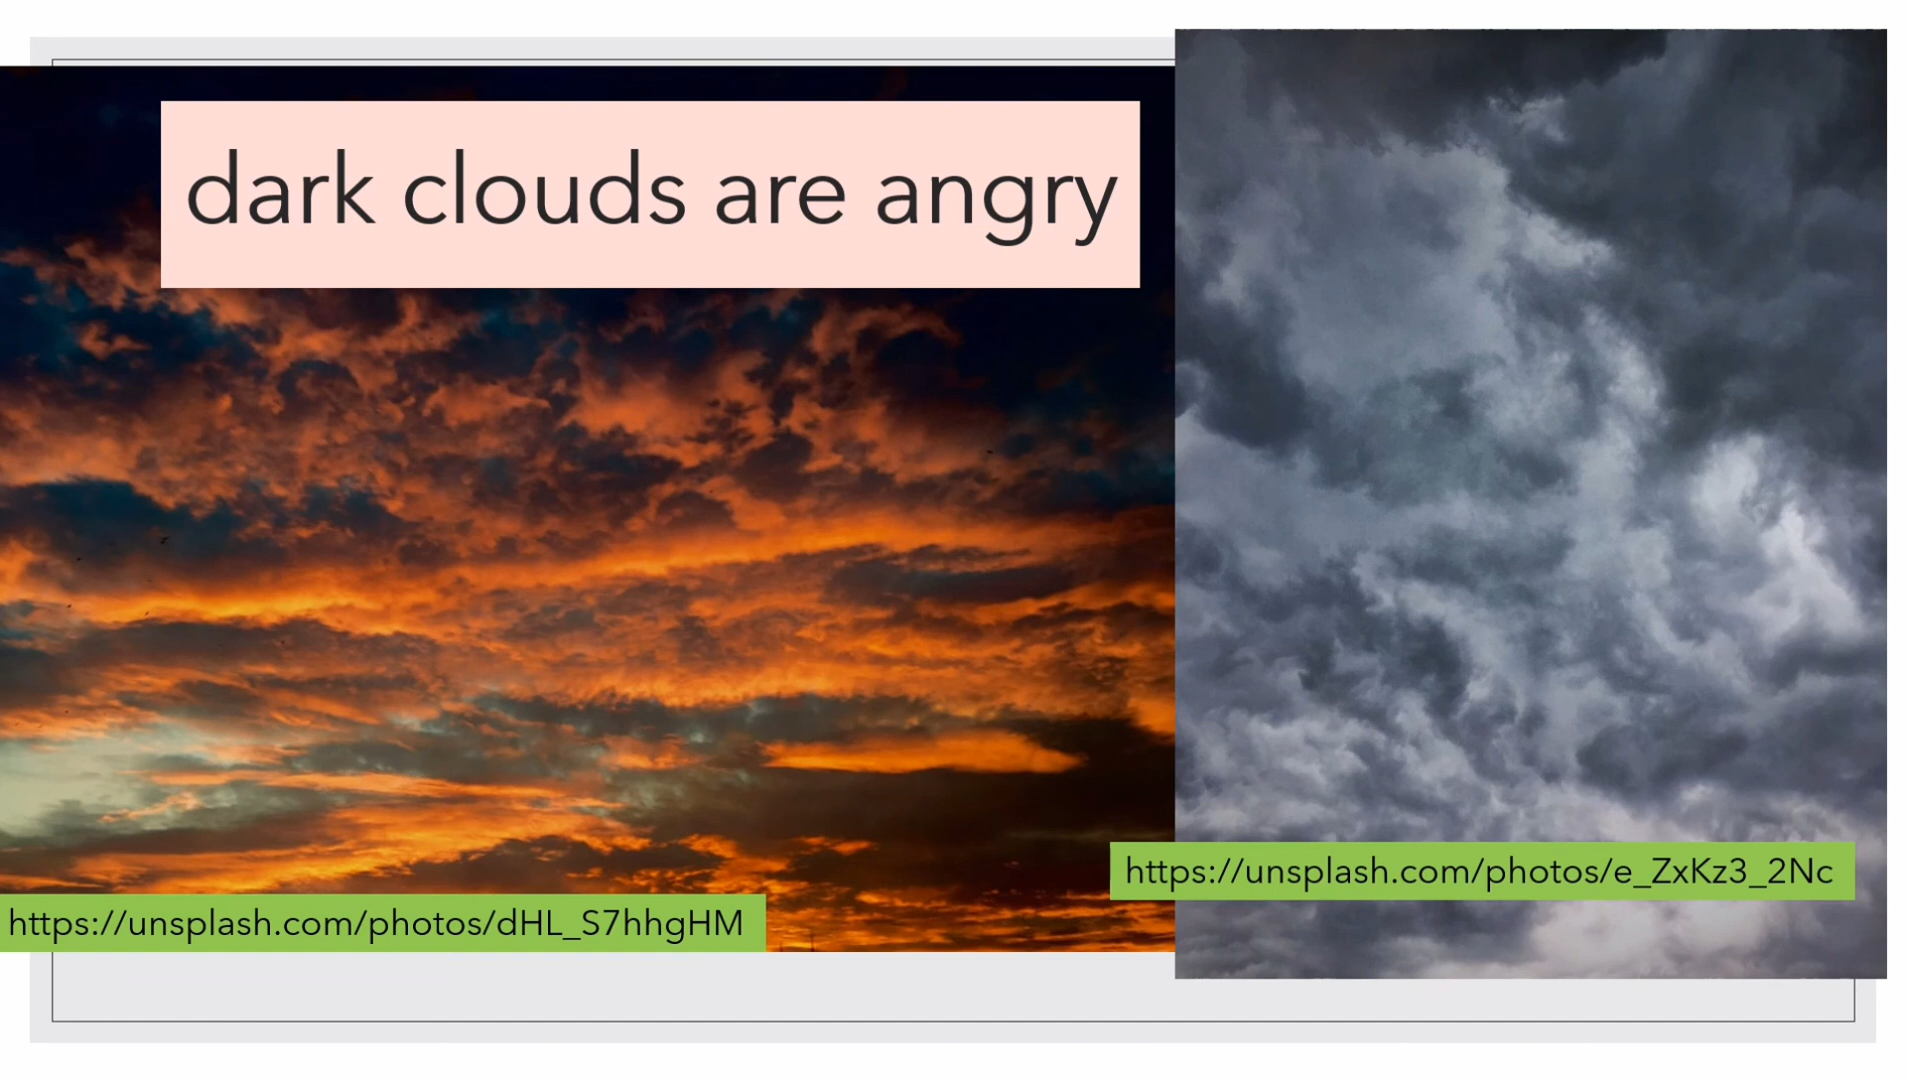 dark clouds are angry
https://unsplash.com/photos/e_ZxKz3_2Nc
https://unsplash.com/photos/dHL_S7hhgHM